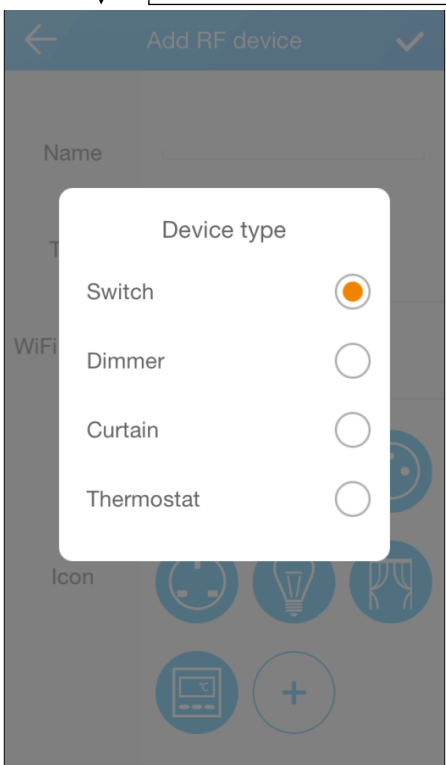 Add RF device
Name
Device type
T
Switch
WiFi
Dimmer
Curtain
Thermostat
Icon
°C